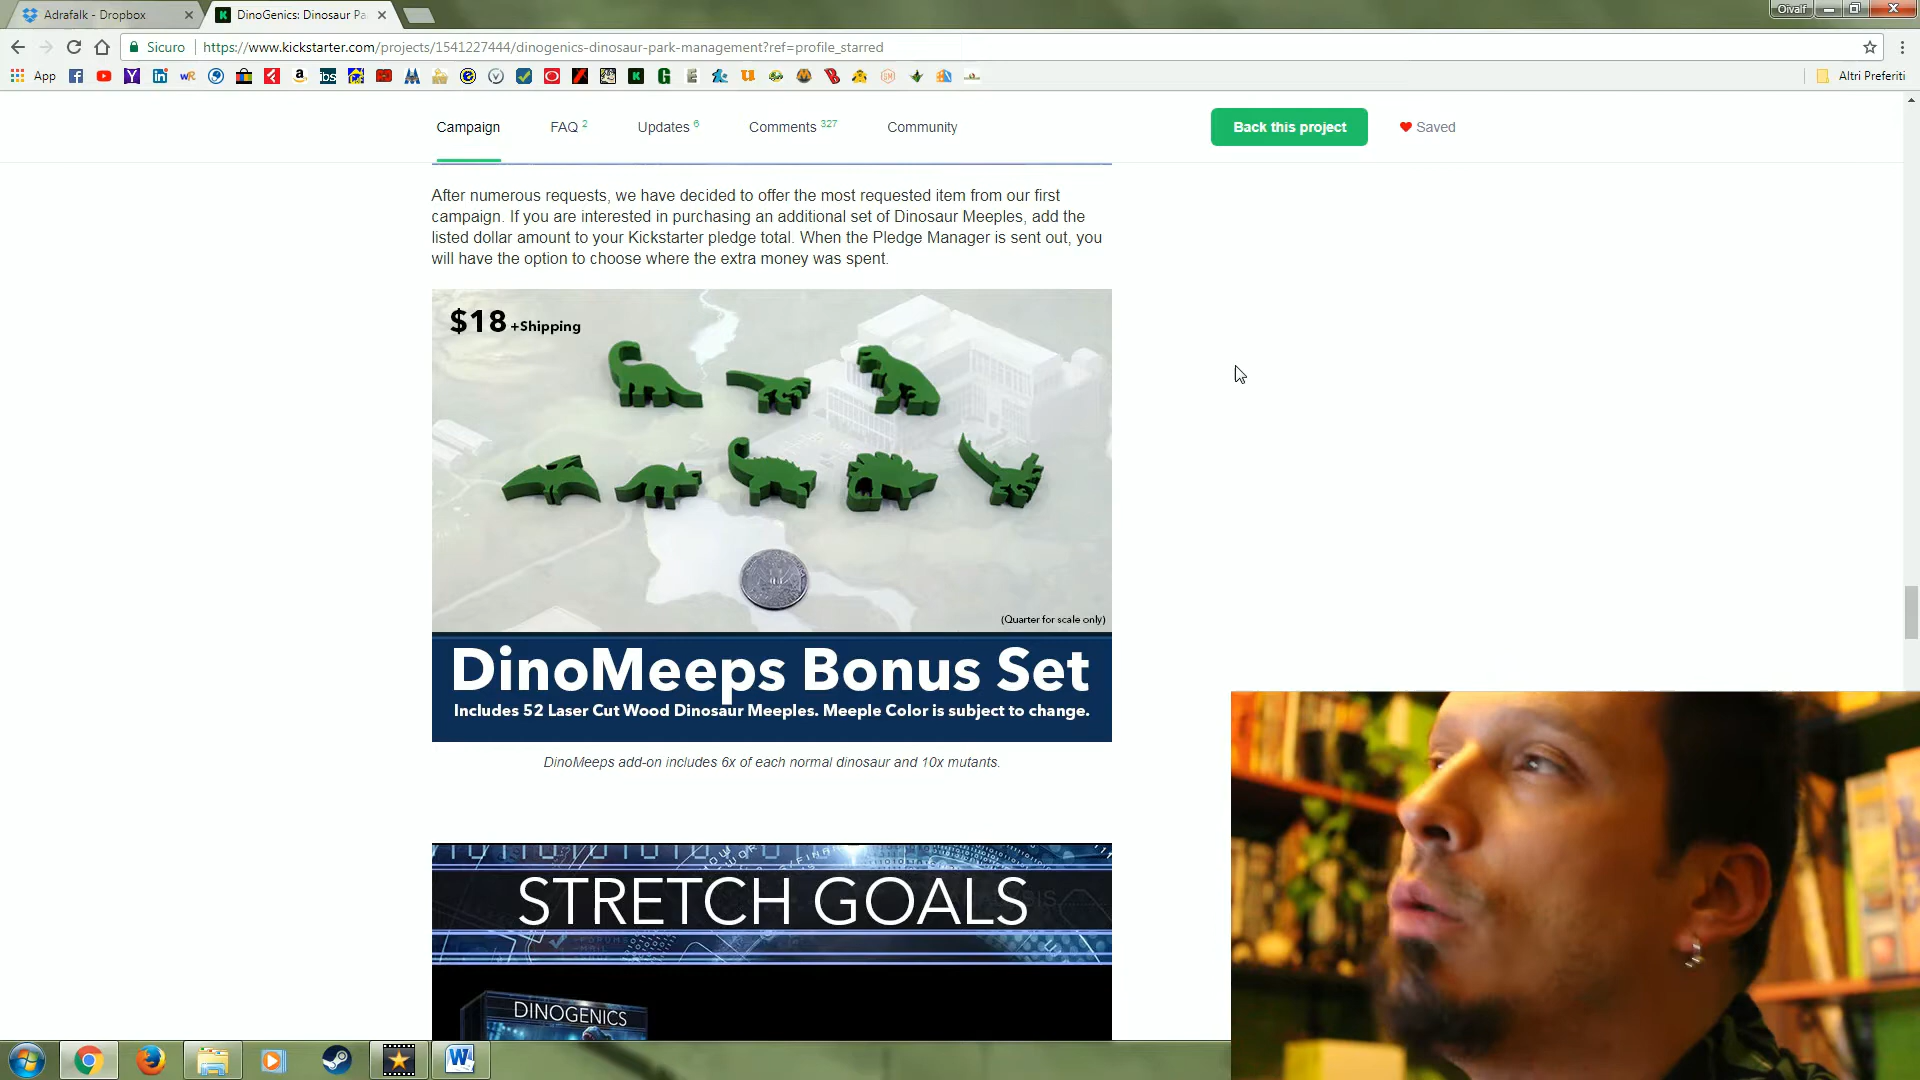 Adrafalk - Dropbox
DinoGenics: Dinosaur Pa
Oivalf
Sicuro
https://www.kickstarter.com/projects/1541227444/dinogenics-dinosaur-park-management?ref=profile_starred
App
Altri Preferiti
Campaign
FAQ 2
Updates 6
Comments 327
Community
Back this project
Saved
After numerous requests, we have decided to offer the most requested item from our first
campaign. If you are interested in purchasing an additional set of Dinosaur Meeples, add the
listed dollar amount to your Kickstarter pledge total. When the Pledge Manager is sent out, you
will have the option to choose where the extra money was spent.
$18 +Shipping
(Quarter for scale only)
DinoMeeps Bonus Set
Includes 52 Laser Cut Wood Dinosaur Meeples. Meeple Color is subject to change.
DinoMeeps add-on includes 6x of each normal dinosaur and 10x mutants.
STRETCH GOALS
DINOGENICS